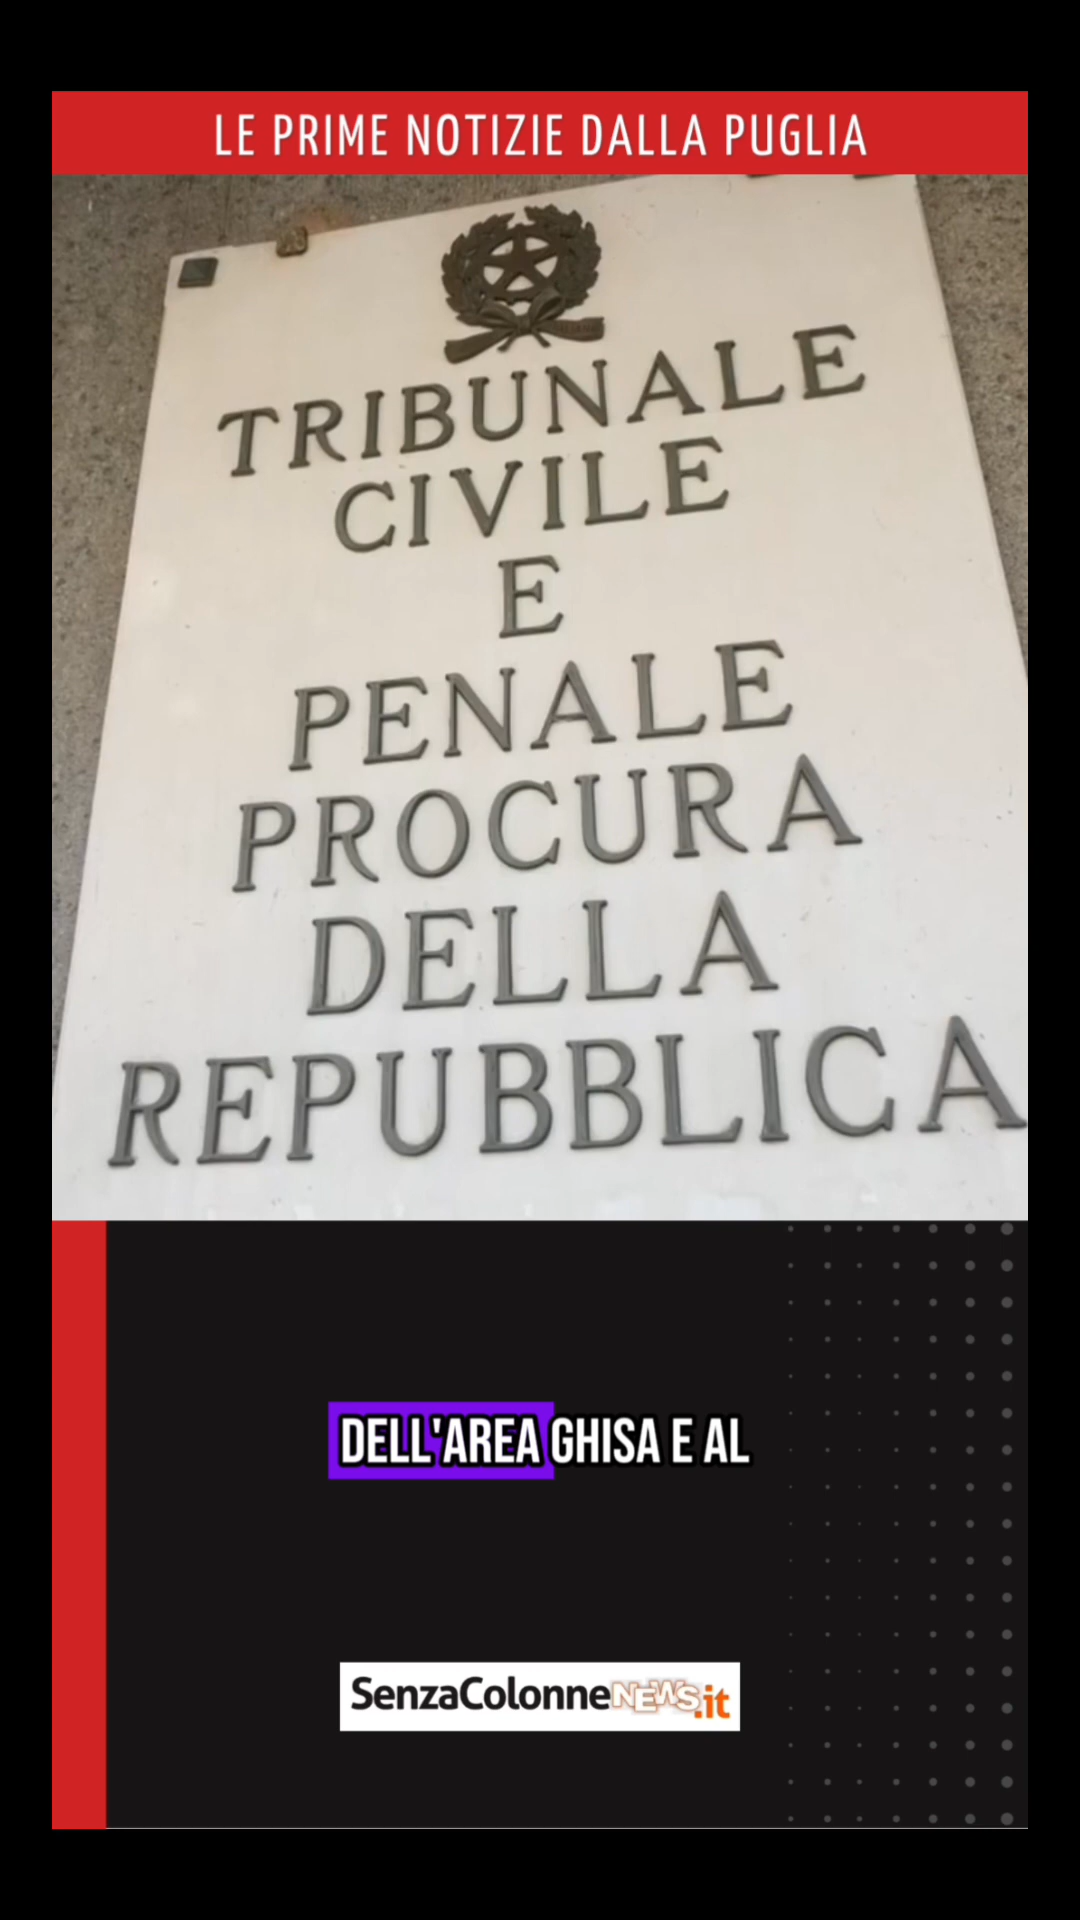 LE PRIME NOTIZIE DALLA PUGLIA
TRIBUNALE
CIVILE
E
PENALE
PROCURA
DELLA
REPUBBLICA
DELL'AREA GHISA E AL
SenzaColonneNEWS.it